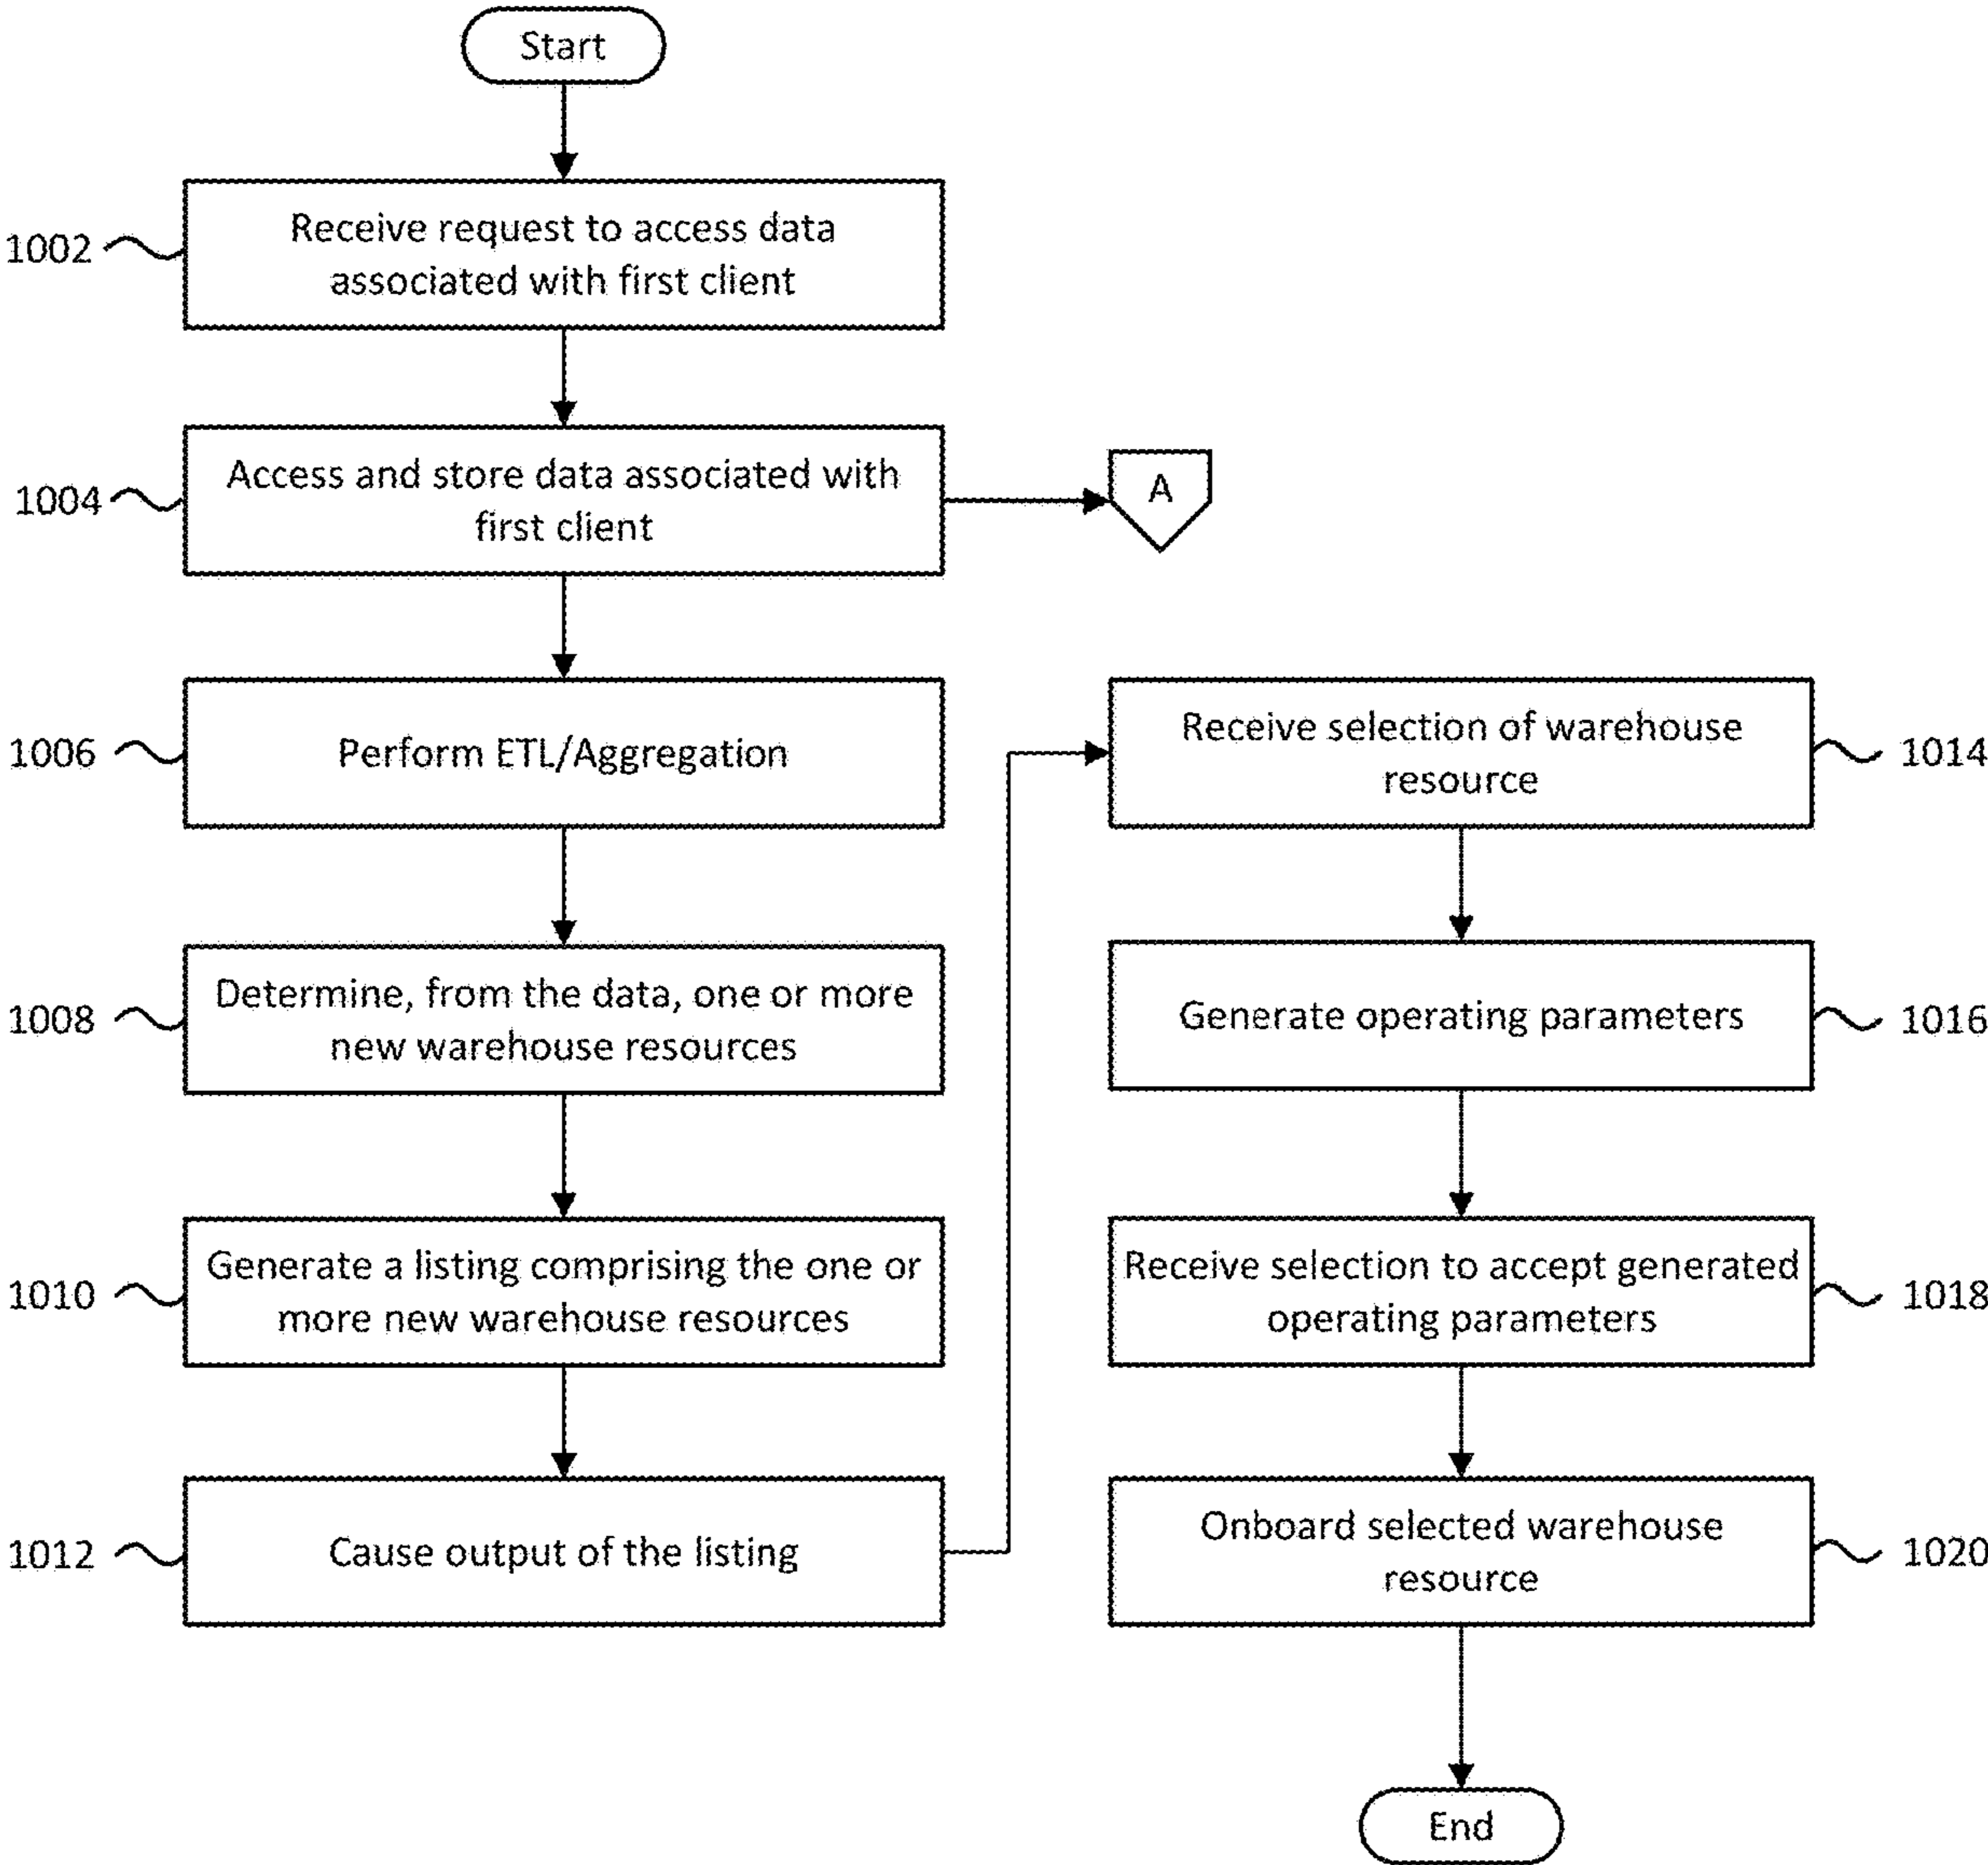 Start
1002
Receive request to access data
associated with first client
1004
Access and store data associated with
first client
A
1006
Perform ETL/Aggregation
1008
Determine, from the data, one or more
new warehouse resources
1010
Generate a listing comprising the one or
more new warehouse resources
1012
Cause output of the listing
Receive selection of warehouse
resource
1014
Generate operating parameters
1016
Receive selection to accept generated
operating parameters
1018
Onboard selected warehouse
resource
1020
End